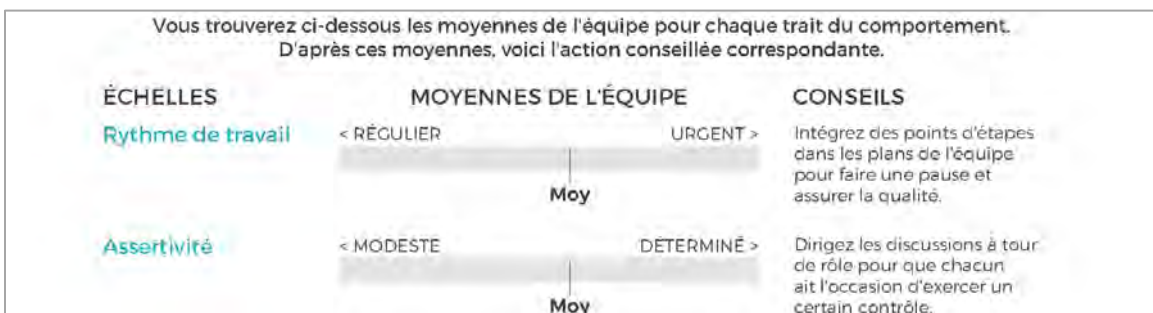 Vous trouverez ci-dessous les moyennes de l'équipe pour chaque trait du comportement.
D'après ces moyennes, voici l'action conseillée correspondante.
ÉCHELLES MOYENNES DE L'ÉQUIPE CONSEILS
Rythme de travail < RÉGULIER URGENT > Intégrez des points d'étapes
dans les plans de l'équipe
pour faire une pause et
assurer la qualité.
Moy
Assertivité < MODESTE DÉTERMINÉ > Dirigez les discussions à tour
de rôle pour que chacun
ait l'occasion d'exercer un
certain contrôle.
Moy